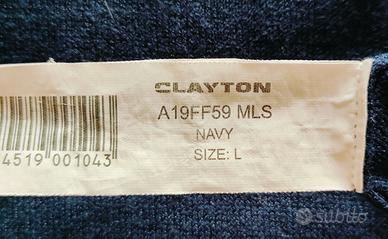 CLAYTON
A19FF59 MLS
NAVY
SIZE: L
4519 001043
subito